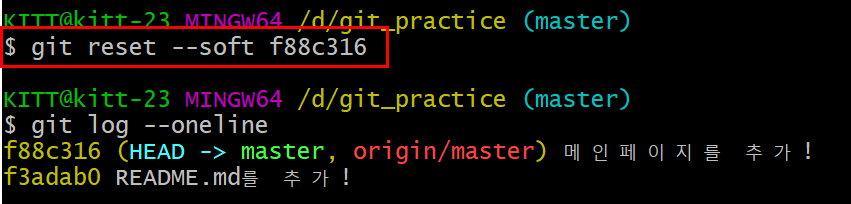 KITT@kitt-23 MINGW64 /d/git_practice (master)
$ git reset --soft f88c316
KITT@kitt-23 MINGW64 /d/git_practice (master)
$ git log --oneline
f88c316 (HEAD -> master, origin/master) 메인페이지를 추가!
f3adab0 README.md를 추가!